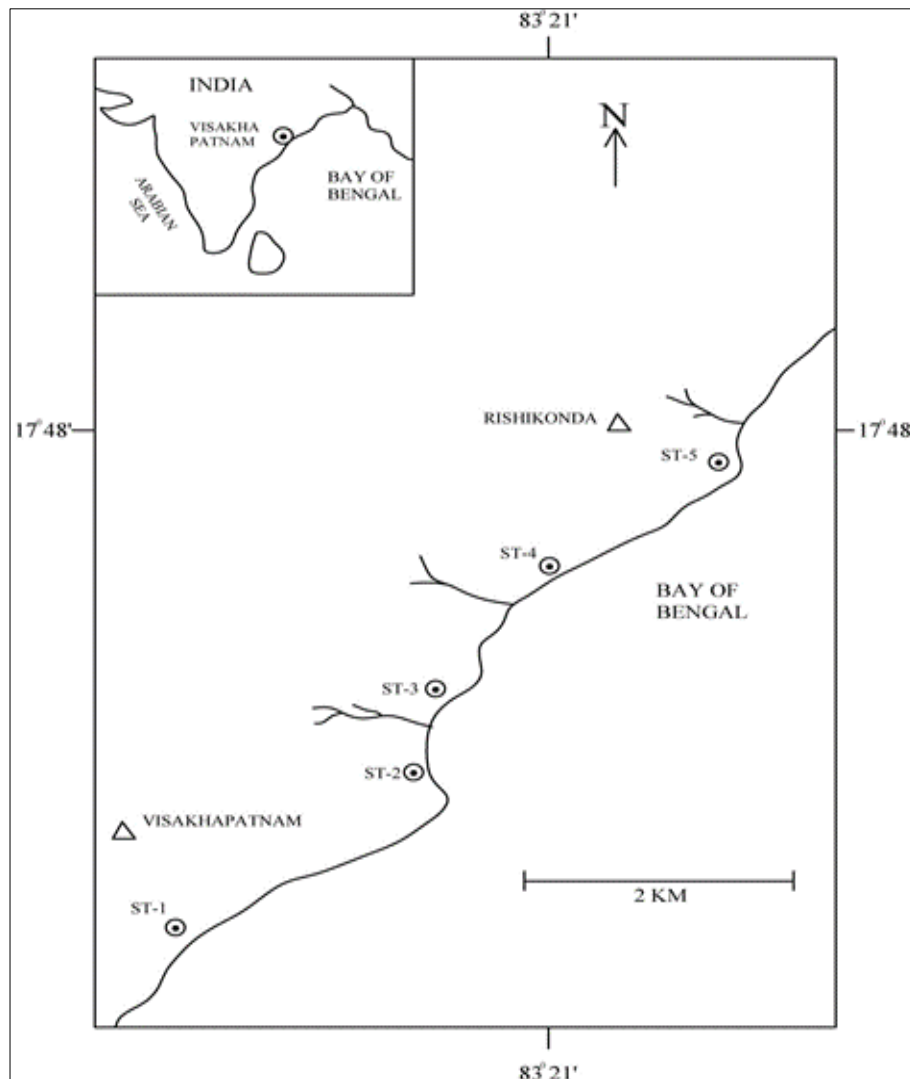 83°21'
INDIA
VISAKHA
PATNAM
BAY OF
BENGAL
ARABIAN
SEA
N
RISHIKONDA
17°48'
17°48
ST-5
ST-4
BAY OF
BENGAL
ST-3
ST-2
VISAKHAPATNAM
2 KM
ST-1
83°21'